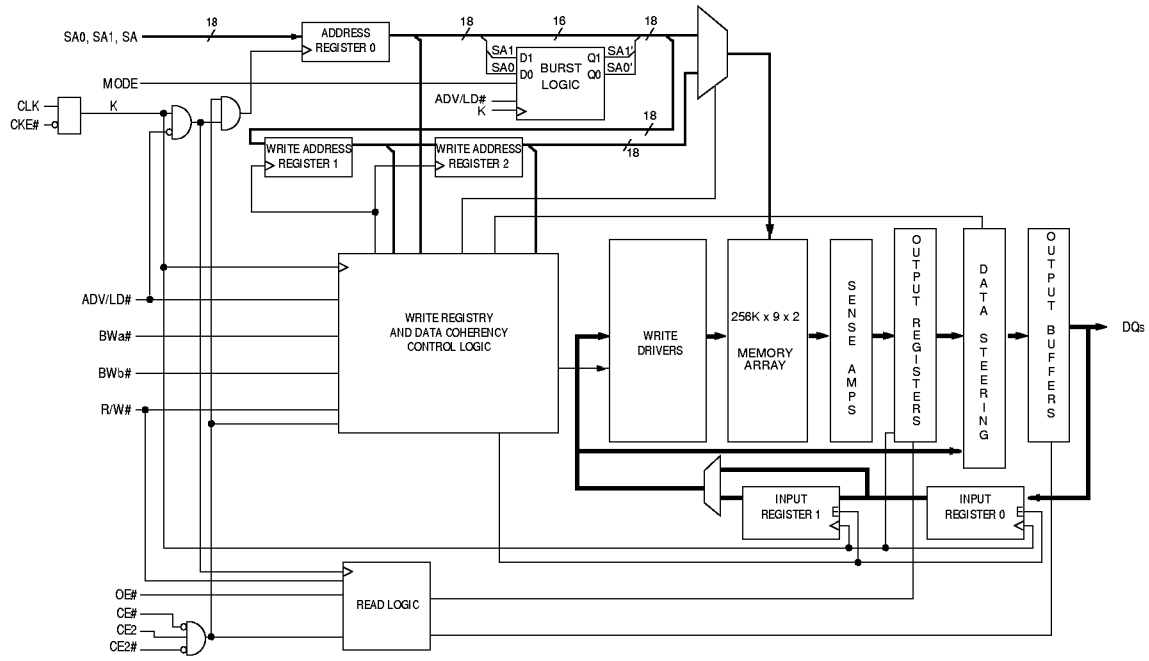 18
SA0, SA1, SA
ADDRESS
REGISTER 0
18
16
18
SA1
SA0
D1
D0
BURST
LOGIC
Q1
Q0
SA1'
SA0'
MODE
ADV/LD#
K
CLK
CKE#
K
18
18
WRITE ADDRESS
REGISTER 1
WRITE ADDRESS
REGISTER 2
ADV/LD#
BWa#
BWb#
R/W#
WRITE REGISTRY
AND DATA COHERENCY
CONTROL LOGIC
WRITE
DRIVERS
256K x 9 x 2
MEMORY
ARRAY
SENSE AMPS
OUTPUT REGISTERS
DATA STEERING
OUTPUT BUFFERS
DQs
INPUT
REGISTER 1
E
INPUT
REGISTER 0
E
OE#
CE#
CE2
CE2#
READ LOGIC